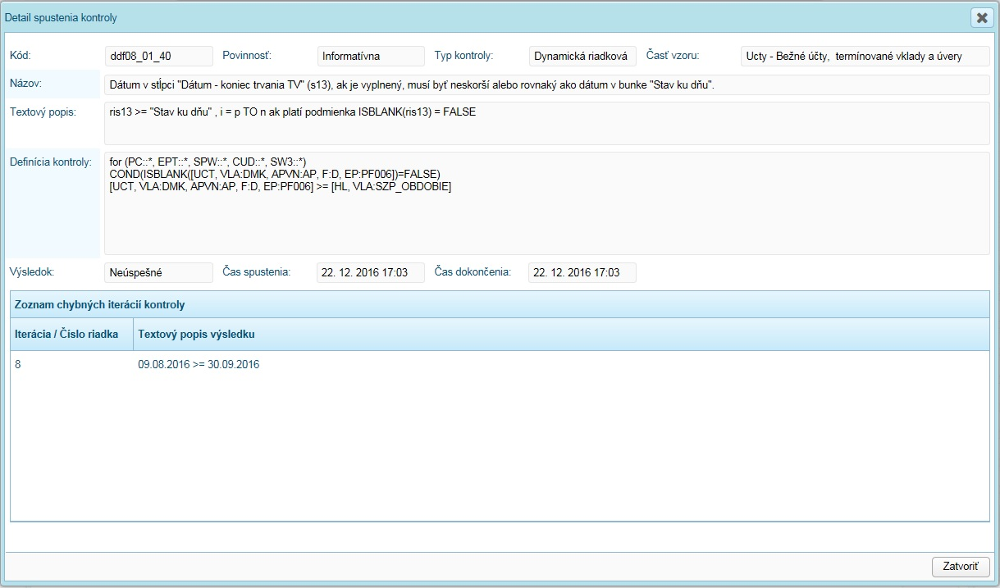 Detail spustenia kontroly
Kód: ddf08_01_40 Povinnosť: Informatívna Typ kontroly: Dynamická riadková Časť vzoru: Ucty - Bežné účty, termínované vklady a úvery
Názov: Dátum v stĺpci "Dátum - koniec trvania TV" (s13), ak je vyplnený, musí byť neskorší alebo rovnaký ako dátum v bunke "Stav ku dňu".
Textový popis: ris13 >= "Stav ku dňu" , i = p TO n ak platí podmienka ISBLANK(ris13) = FALSE
Definícia kontroly: for (PC::*, EPT::*, SPW::*, CUD::*, SW3::*)
COND(ISBLANK([UCT, VLA:DMK, APVN:AP, F:D, EP:PF006])=FALSE)
[UCT, VLA:DMK, APVN:AP, F:D, EP:PF006] >= [HL, VLA:SZP_OBDOBIE]
Výsledok: Neúspešné Čas spustenia: 22. 12. 2016 17:03 Čas dokončenia: 22. 12. 2016 17:03
Zoznam chybných iterácií kontroly
Iterácia / Číslo riadka Textový popis výsledku
8 09.08.2016 >= 30.09.2016
Zatvoriť